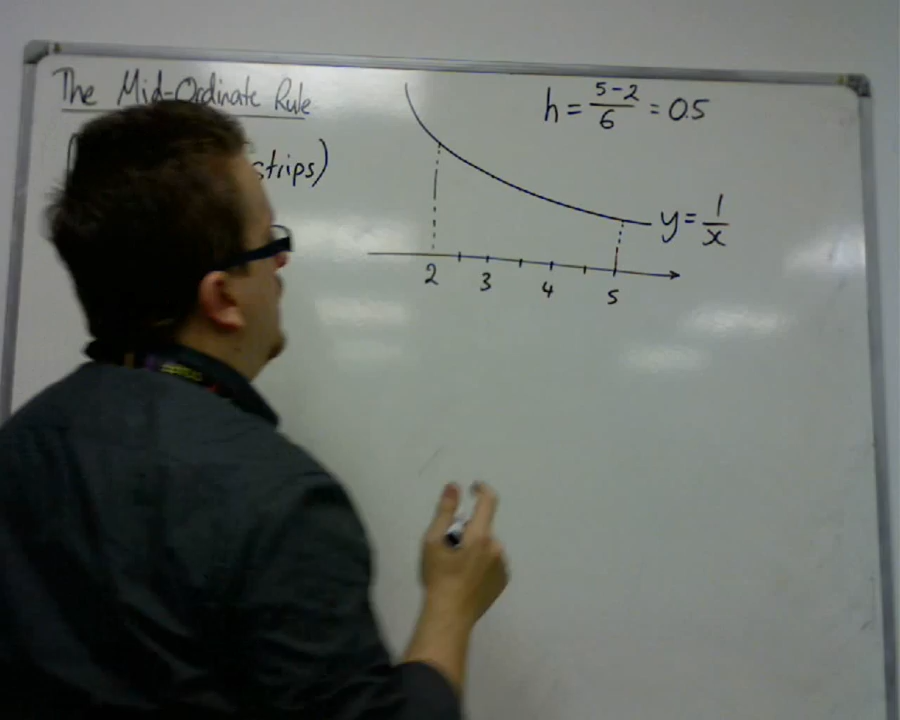 The Mid-Ordinate Rule
strips)
h = 5-2/6 = 0.5
y = 1/x
2 3 4 5